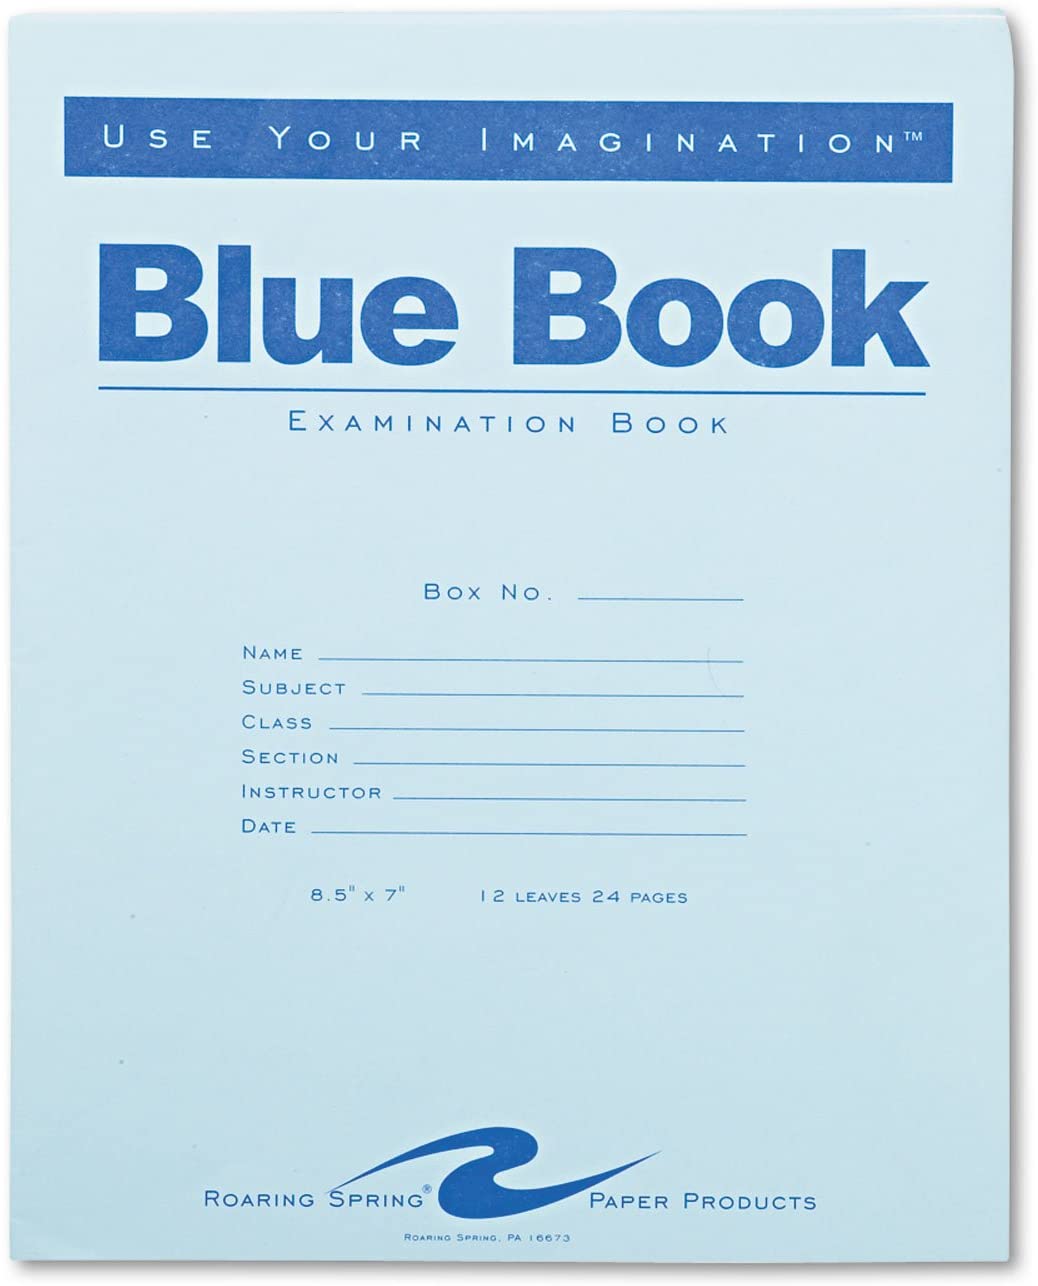 USE YOUR IMAGINATION™
Blue Book
EXAMINATION BOOK
BOX NO.
NAME
SUBJECT
CLASS
SECTION
INSTRUCTOR
DATE
8.5" x 7" 12 LEAVES 24 PAGES
ROARING SPRING® PAPER PRODUCTS
ROARING SPRING, PA 16673